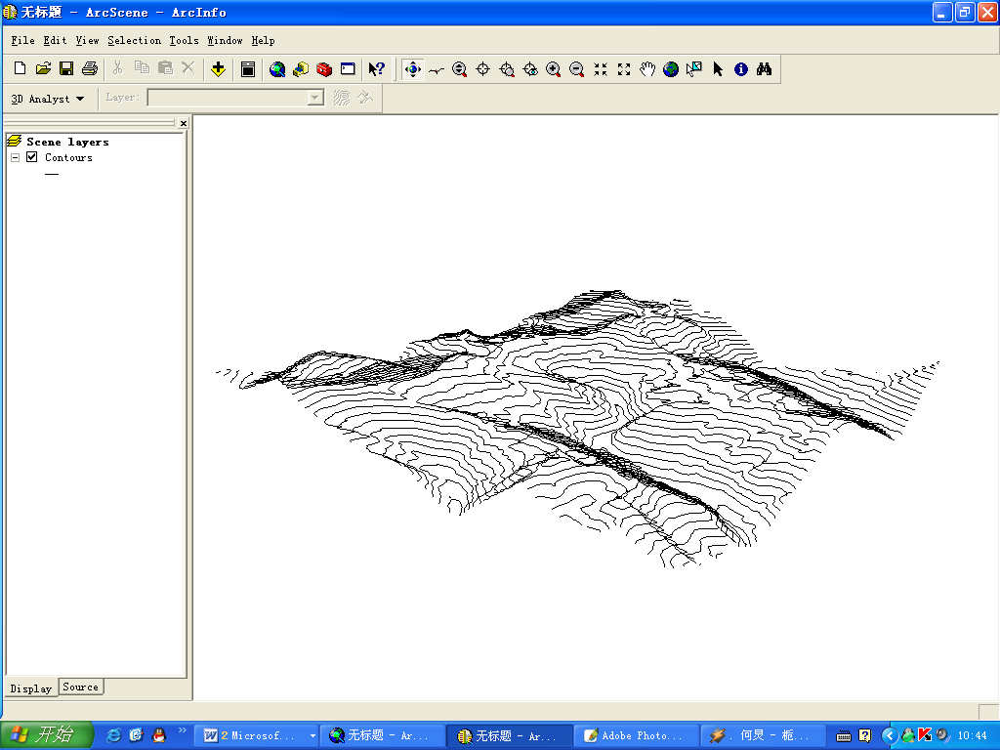 无标题 - ArcScene - ArcInfo
File Edit View Selection Tools Window Help
3D Analyst Layer:
Scene layers
Contours
Display Source
开始 2 Microsof... 无标题 - Ar... 无标题 - Ar... Adobe Photo... . 何炅 - 栀... 10:44